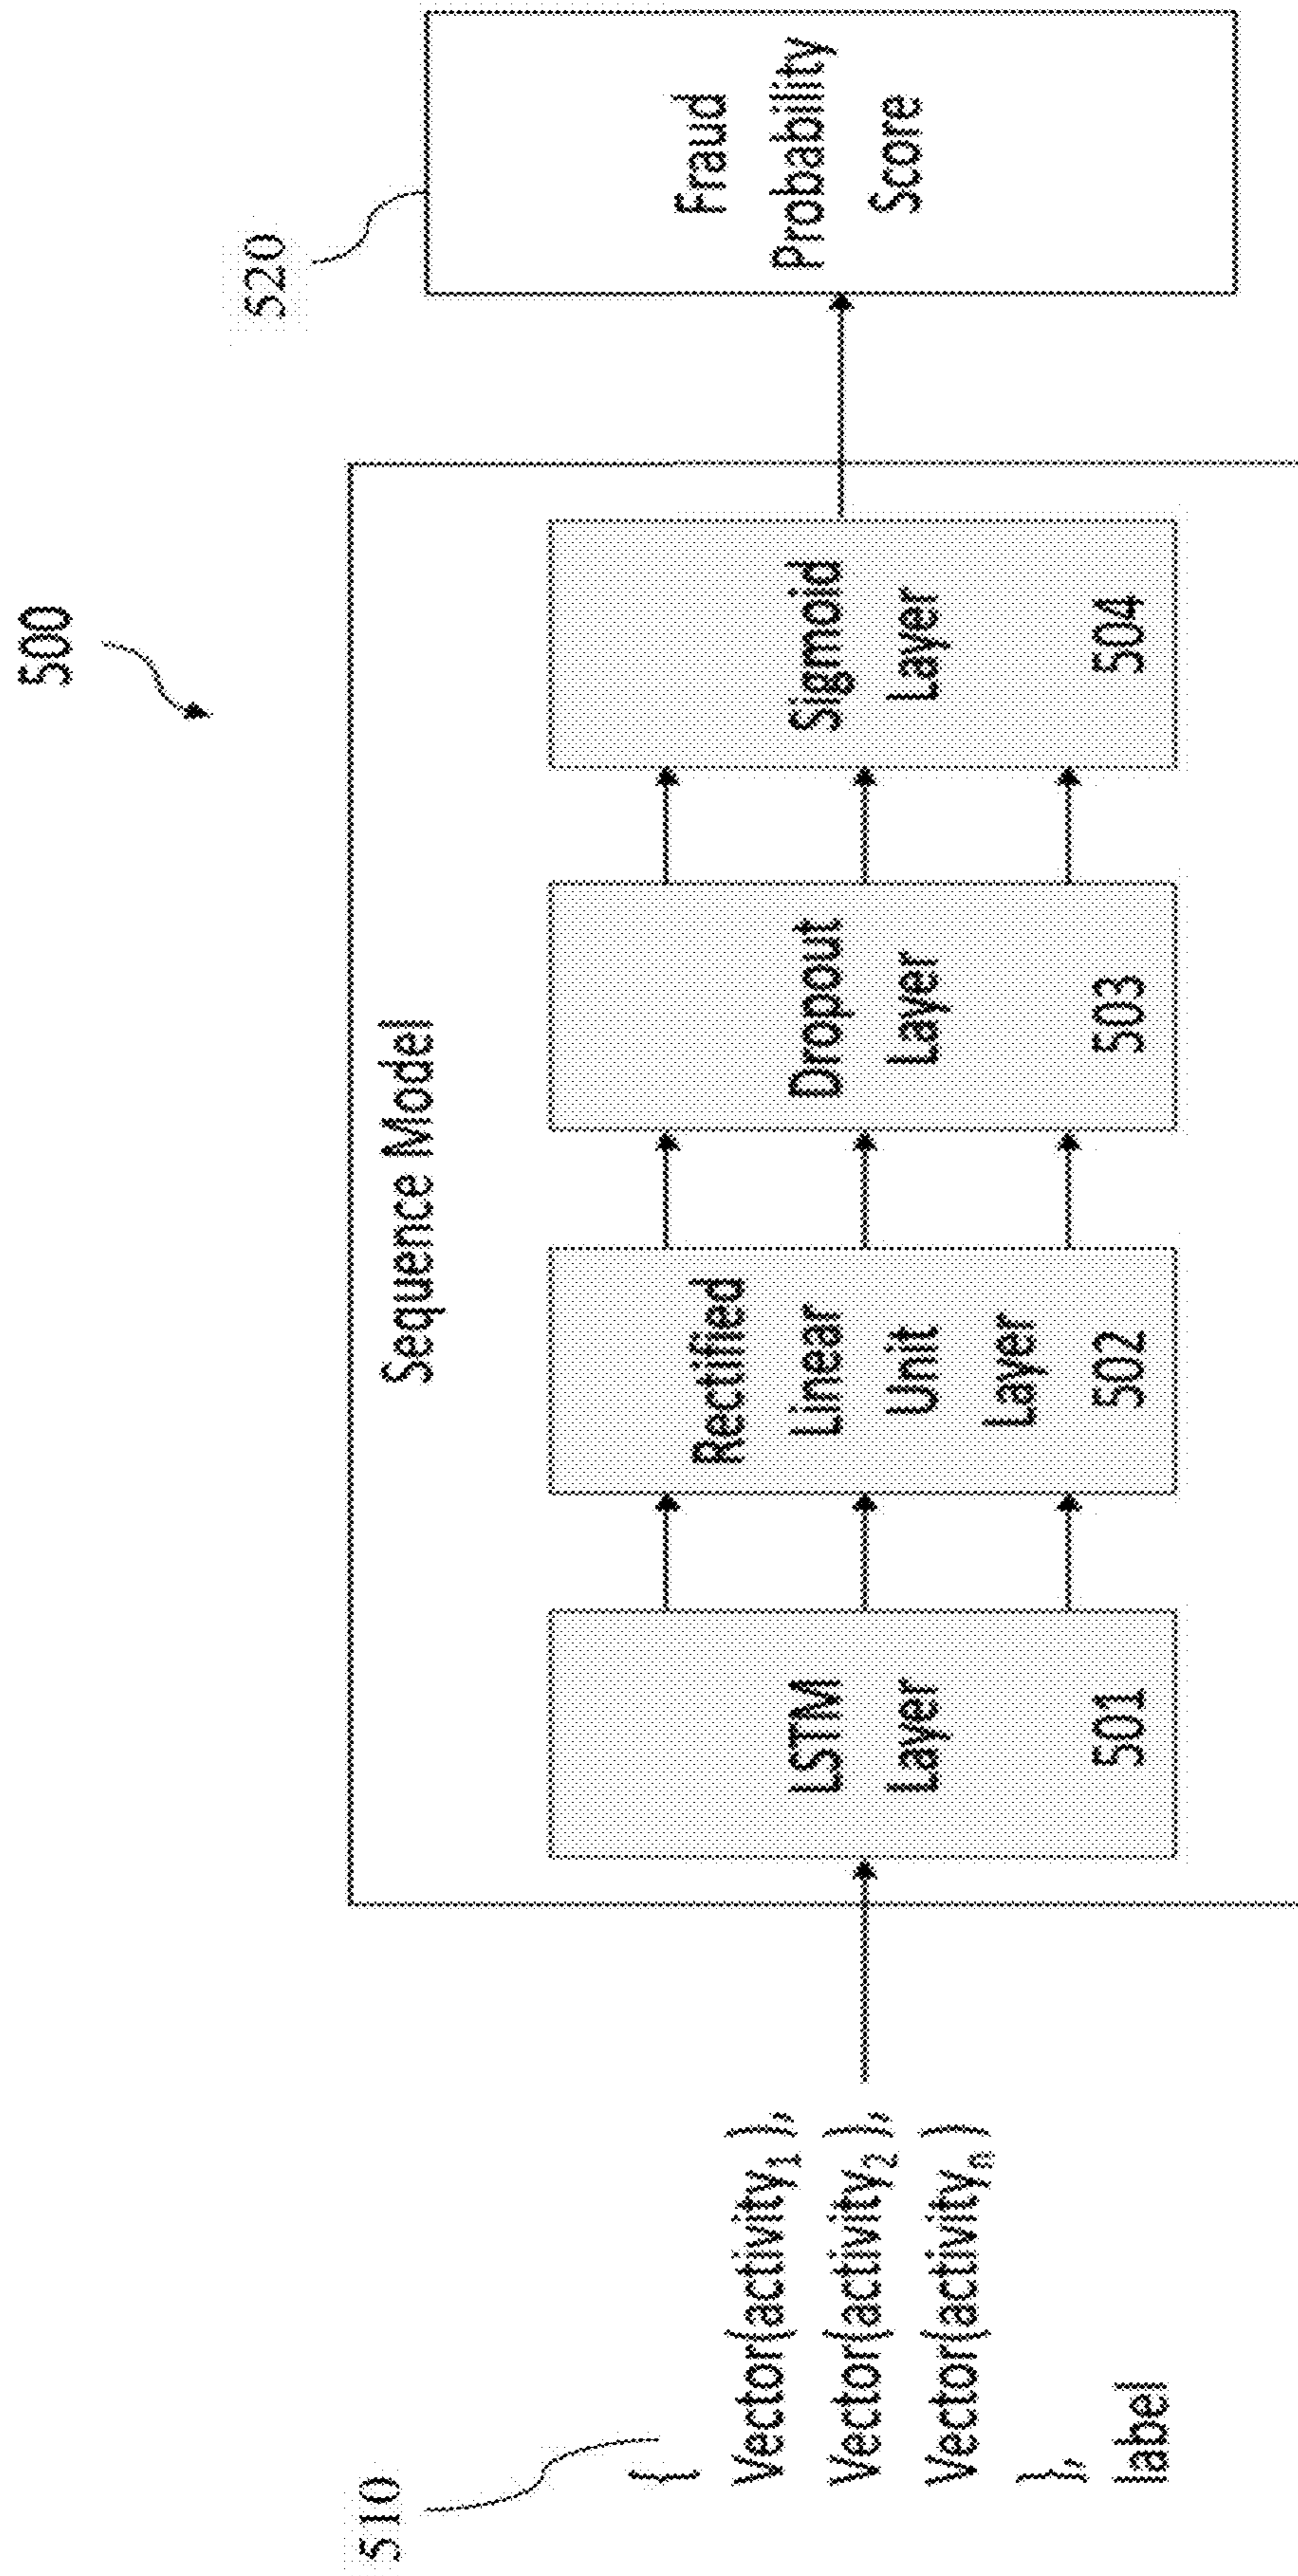 500
510
{
Vector(activity₁),
Vector(activity₂),
Vector(activityₙ)
},
label
Sequence Model
LSTM
Layer
501
Rectified
Linear
Unit
Layer
502
Dropout
Layer
503
Sigmoid
Layer
504
520
Fraud
Probability
Score